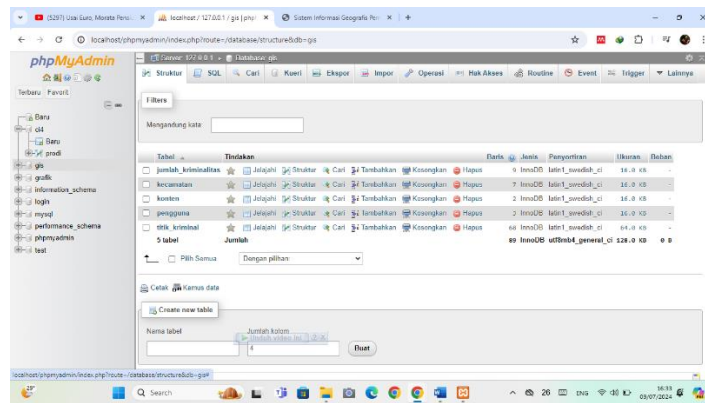 (5297) Usai Euro, Morata Pensi
localhost / 127.0.0.1 / gis | php
Sistem Informasi Geografis Per
localhost/phpmyadmin/index.php?route=/database/structure&db=gis
phpMyAdmin
Terbaru Favorit
Baru
ci4
Baru
prodi
gis
grafik
information_schema
login
mysql
performance_schema
phpmyadmin
test
Server: 127.0.0.1 » Database: gis
Struktur SQL Cari Kueri Ekspor Impor Operasi Hak Akses Routine Event Trigger Lainnya
Filters
Mengandung kata:
Tabel Tindakan Baris Jenis Penyortiran Ukuran Beban
jumlah_kriminalitas Jelajahi Struktur Cari Tambahkan Kosongkan Hapus 9 InnoDB latin1_swedish_ci 16.0 KB -
kecamatan Jelajahi Struktur Cari Tambahkan Kosongkan Hapus 7 InnoDB latin1_swedish_ci 16.0 KB -
konten Jelajahi Struktur Cari Tambahkan Kosongkan Hapus 2 InnoDB latin1_swedish_ci 16.0 KB -
pengguna Jelajahi Struktur Cari Tambahkan Kosongkan Hapus 3 InnoDB latin1_swedish_ci 16.0 KB -
titik_kriminal Jelajahi Struktur Cari Tambahkan Kosongkan Hapus 68 InnoDB latin1_swedish_ci 64.0 KB -
5 tabel Jumlah 89 InnoDB utf8mb4_general_ci 128.0 KB 0 B
Pilih Semua Dengan pilihan:
Cetak Kamus data
Create new table
Nama tabel Jumlah kolom
Unduh video ini
4
Buat
localhost/phpmyadmin/index.php?route=/database/structure&db=gis#
29°
Search
26
ENG
16:33
03/07/2024